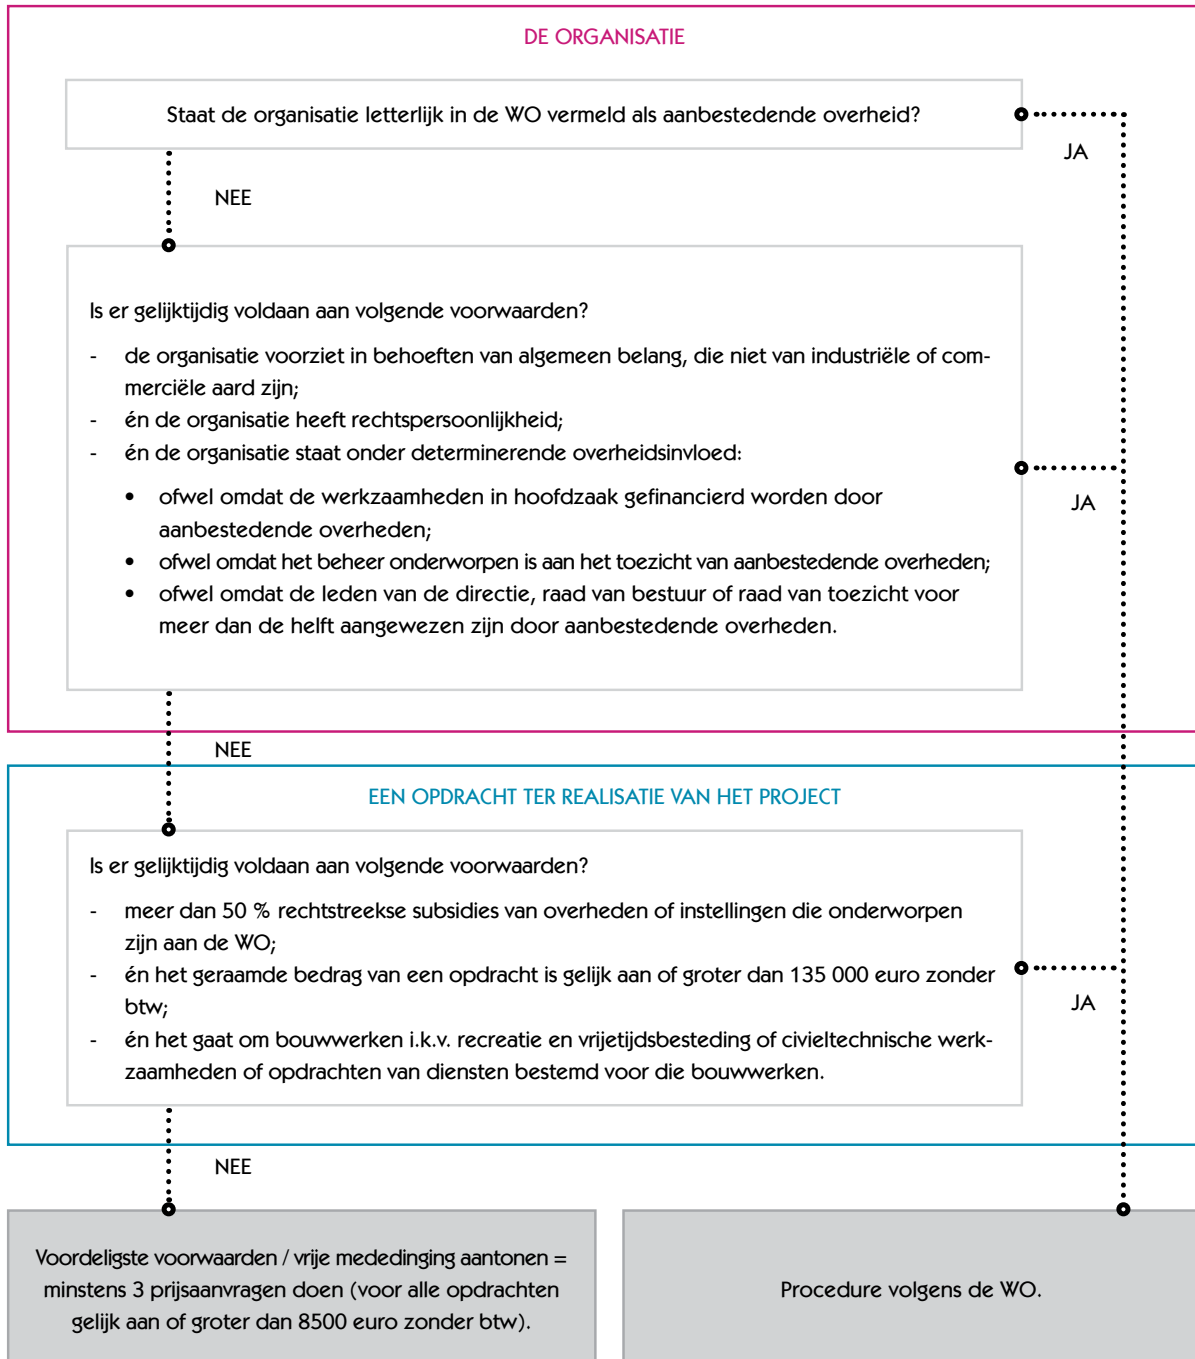 DE ORGANISATIE
Staat de organisatie letterlijk in de WO vermeld als aanbestedende overheid?
JA
NEE
Is er gelijktijdig voldaan aan volgende voorwaarden?
- de organisatie voorziet in behoeften van algemeen belang, die niet van industriële of com-
merciële aard zijn;
- én de organisatie heeft rechtspersoonlijkheid;
- én de organisatie staat onder determinerende overheidsinvloed:
• ofwel omdat de werkzaamheden in hoofdzaak gefinancierd worden door
aanbestedende overheden;
• ofwel omdat het beheer onderworpen is aan het toezicht van aanbestedende overheden;
• ofwel omdat de leden van de directie, raad van bestuur of raad van toezicht voor
meer dan de helft aangewezen zijn door aanbestedende overheden.
JA
NEE
EEN OPDRACHT TER REALISATIE VAN HET PROJECT
Is er gelijktijdig voldaan aan volgende voorwaarden?
- meer dan 50 % rechtstreekse subsidies van overheden of instellingen die onderworpen
zijn aan de WO;
- én het geraamde bedrag van een opdracht is gelijk aan of groter dan 135 000 euro zonder
btw;
- én het gaat om bouwwerken i.k.v. recreatie en vrijetijdsbesteding of civieltechnische werk-
zaamheden of opdrachten van diensten bestemd voor die bouwwerken.
JA
NEE
Voordeligste voorwaarden / vrije mededinging aantonen =
minstens 3 prijsaanvragen doen (voor alle opdrachten
gelijk aan of groter dan 8500 euro zonder btw).
Procedure volgens de WO.